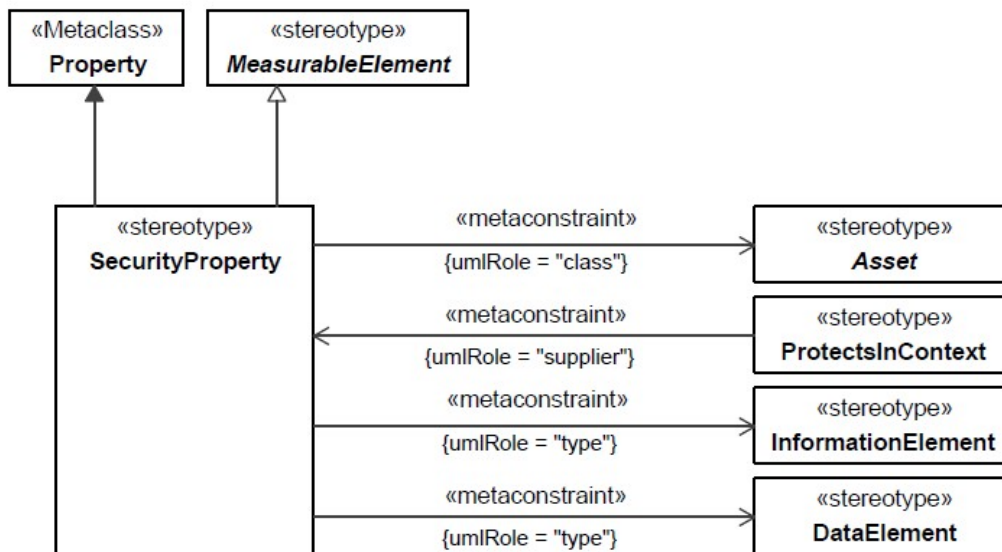 «Metaclass»
Property
«stereotype»
MeasurableElement
«stereotype»
SecurityProperty
«metaconstraint»
{umlRole = "class"}
«stereotype»
Asset
«metaconstraint»
{umlRole = "supplier"}
«stereotype»
ProtectsInContext
«metaconstraint»
{umlRole = "type"}
«stereotype»
InformationElement
«metaconstraint»
{umlRole = "type"}
«stereotype»
DataElement